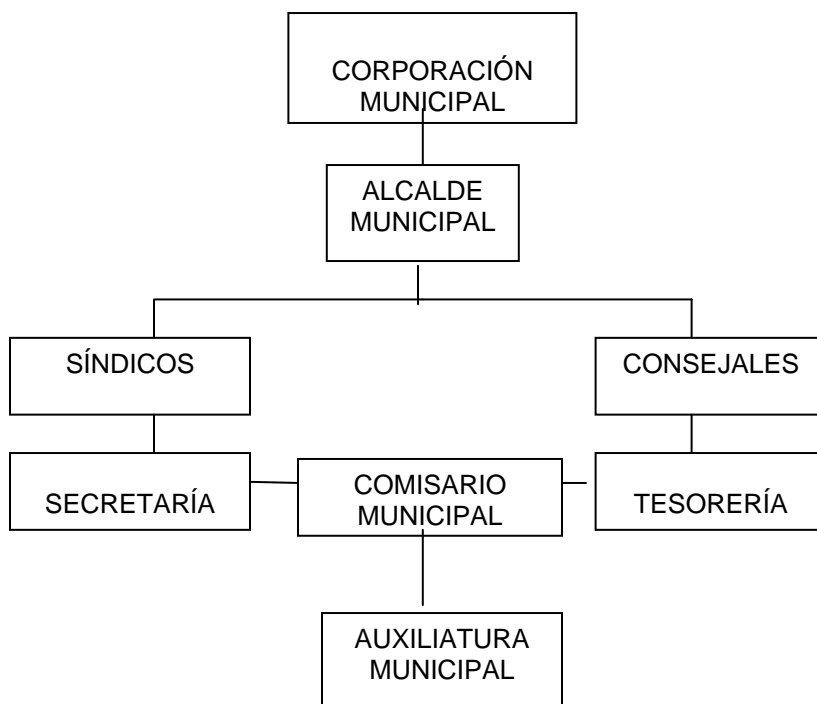 CORPORACIÓN
MUNICIPAL
ALCALDE
MUNICIPAL
SÍNDICOS
CONSEJALES
SECRETARÍA
COMISARIO
MUNICIPAL
TESORERÍA
AUXILIATURA
MUNICIPAL